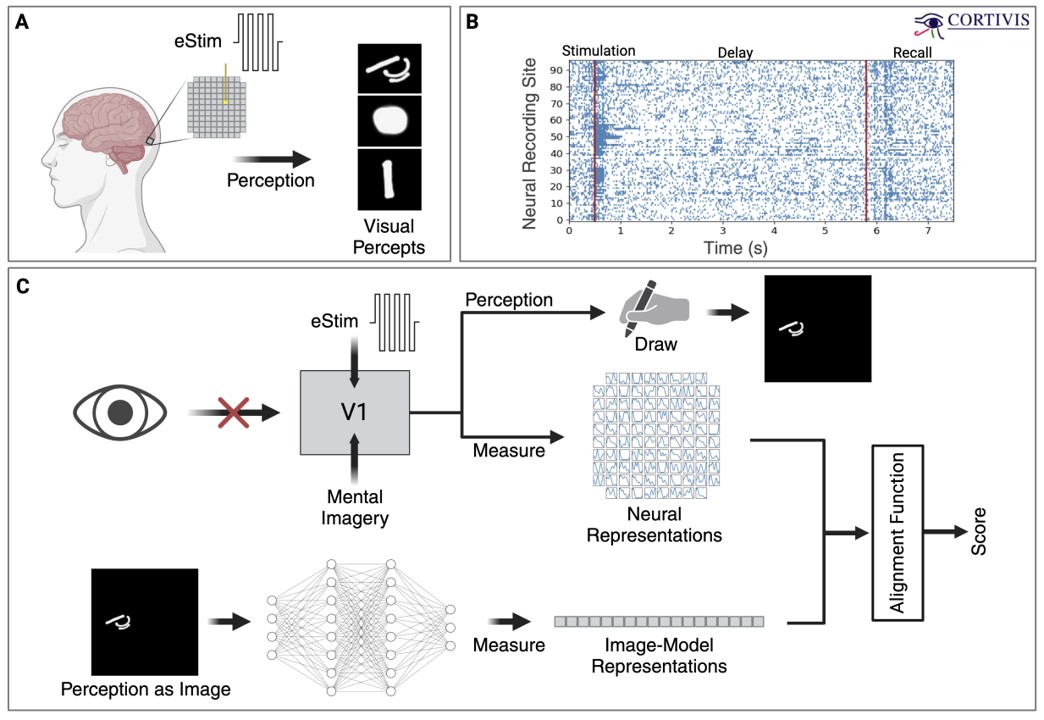 A
eStim
Perception
Visual
Percepts
B
CORTIVIS
Stimulation
Delay
Recall
Neural Recording Site
90
80
70
60
50
40
30
20
10
0
0
1
2
3
4
5
6
7
Time (s)
C
eStim
Perception
Draw
V1
Measure
Mental
Imagery
Neural
Representations
Alignment Function
Score
Measure
Image-Model
Representations
Perception as Image